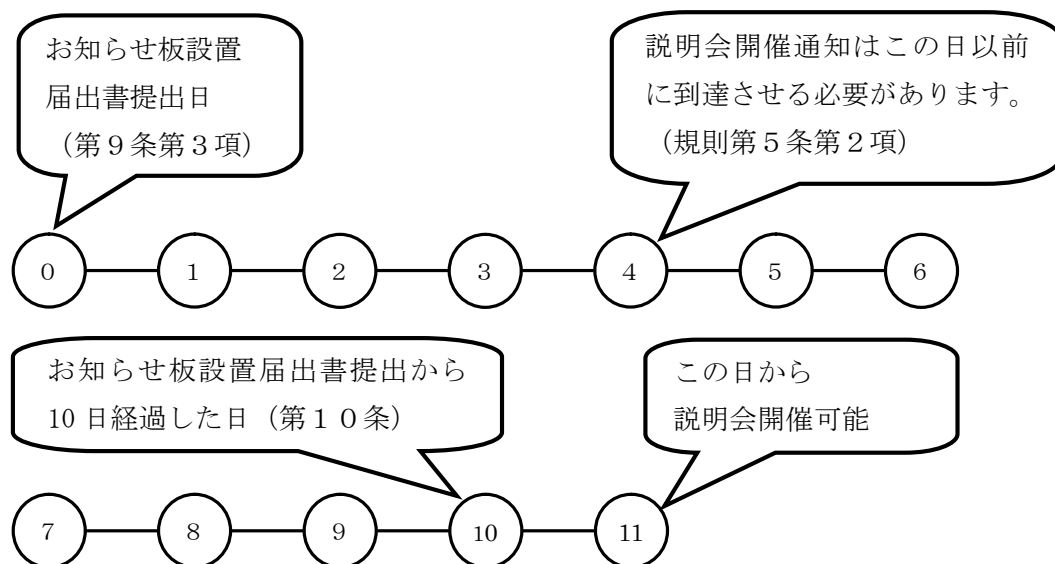 お知らせ板設置
届出書提出日
（第９条第３項）
説明会開催通知はこの日以前
に到達させる必要があります。
（規則第５条第２項）
0
1
2
3
4
5
6
お知らせ板設置届出書提出から
10 日経過した日（第１０条）
この日から
説明会開催可能
7
8
9
10
11